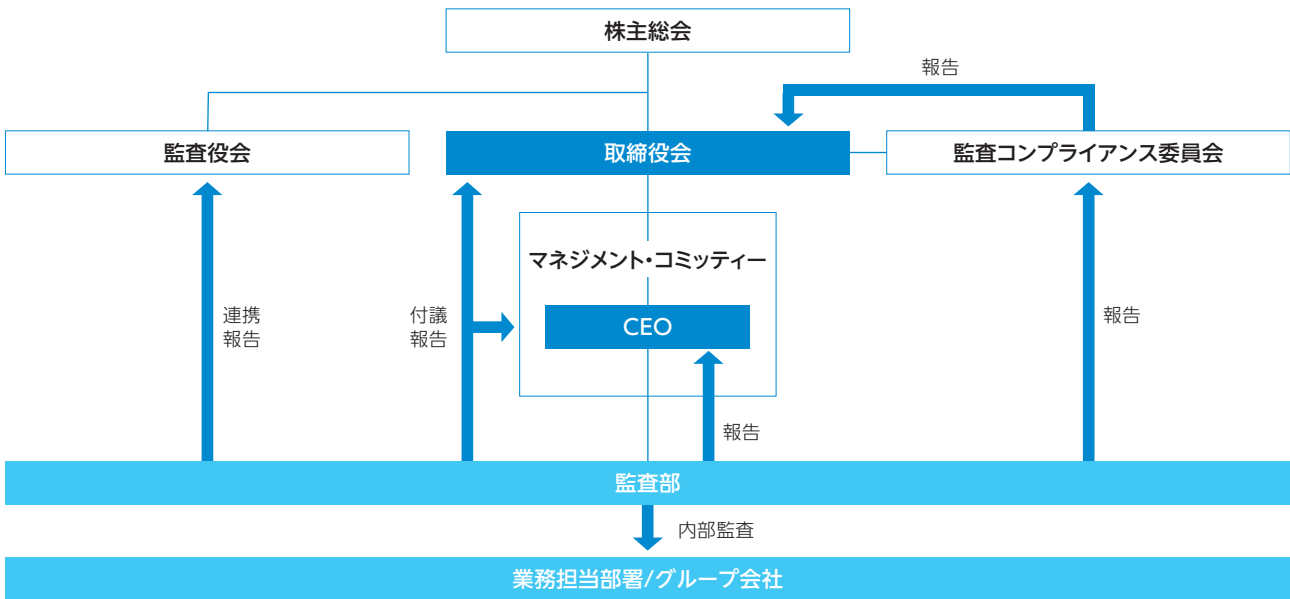 株主総会
報告
監査役会
取締役会
監査コンプライアンス委員会
マネジメント・コミッティー
CEO
連携
報告
付議
報告
報告
報告
監査部
内部監査
業務担当部署/グループ会社